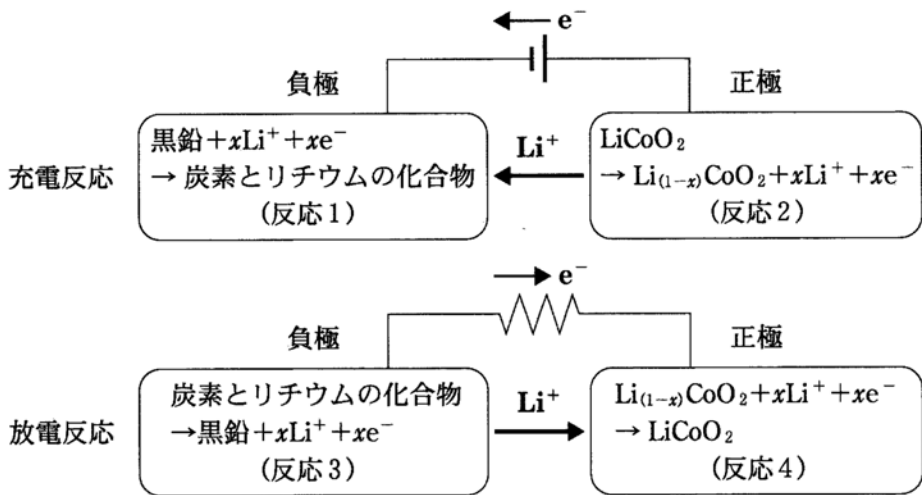 e⁻
負極
正極
充電反応
黒鉛+xLi⁺+xe⁻
→ 炭素とリチウムの化合物
(反応1)
Li⁺
LiCoO₂
→ Li₍₁₋ₓ₎CoO₂+xLi⁺+xe⁻
(反応2)
e⁻
負極
正極
放電反応
炭素とリチウムの化合物
→黒鉛+xLi⁺+xe⁻
(反応3)
Li⁺
Li₍₁₋ₓ₎CoO₂+xLi⁺+xe⁻
→ LiCoO₂
(反応4)